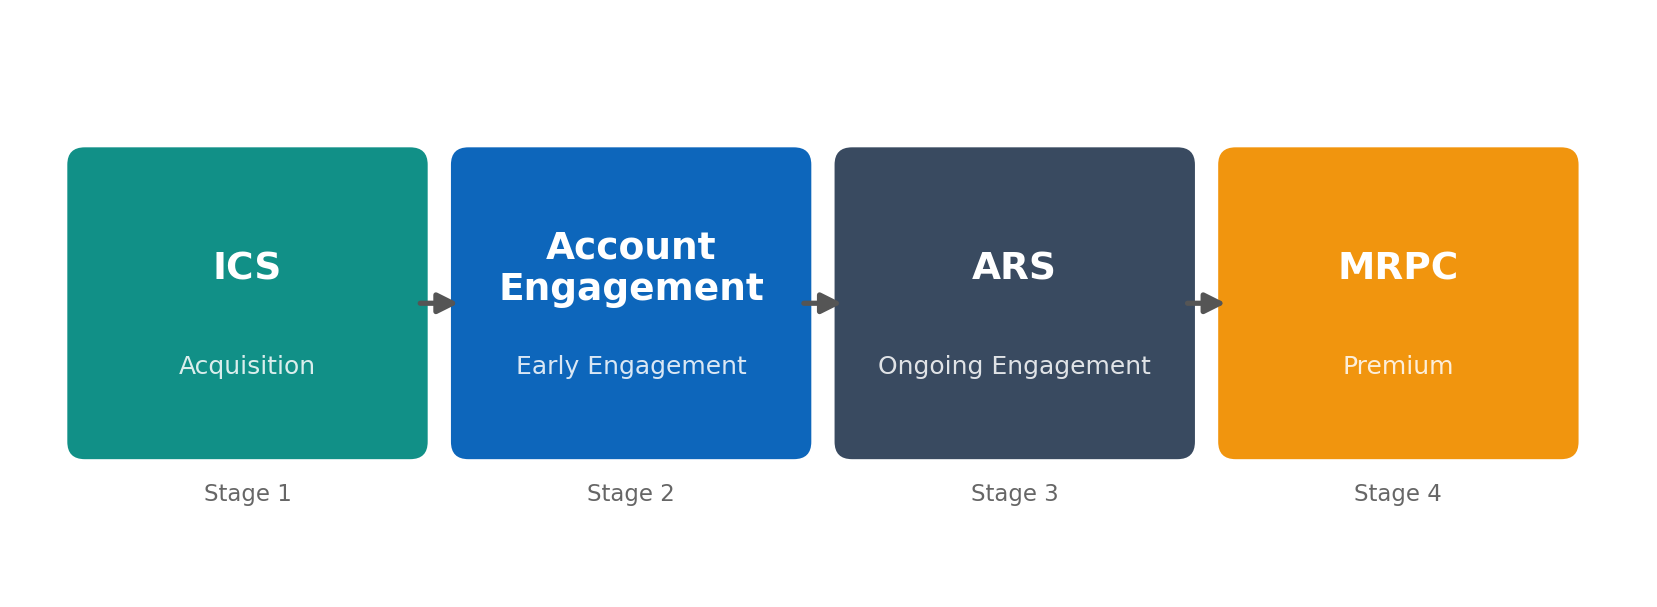 ICS
Acquisition
Stage 1
Account
Engagement
Early Engagement
Stage 2
ARS
Ongoing Engagement
Stage 3
MRPC
Premium
Stage 4